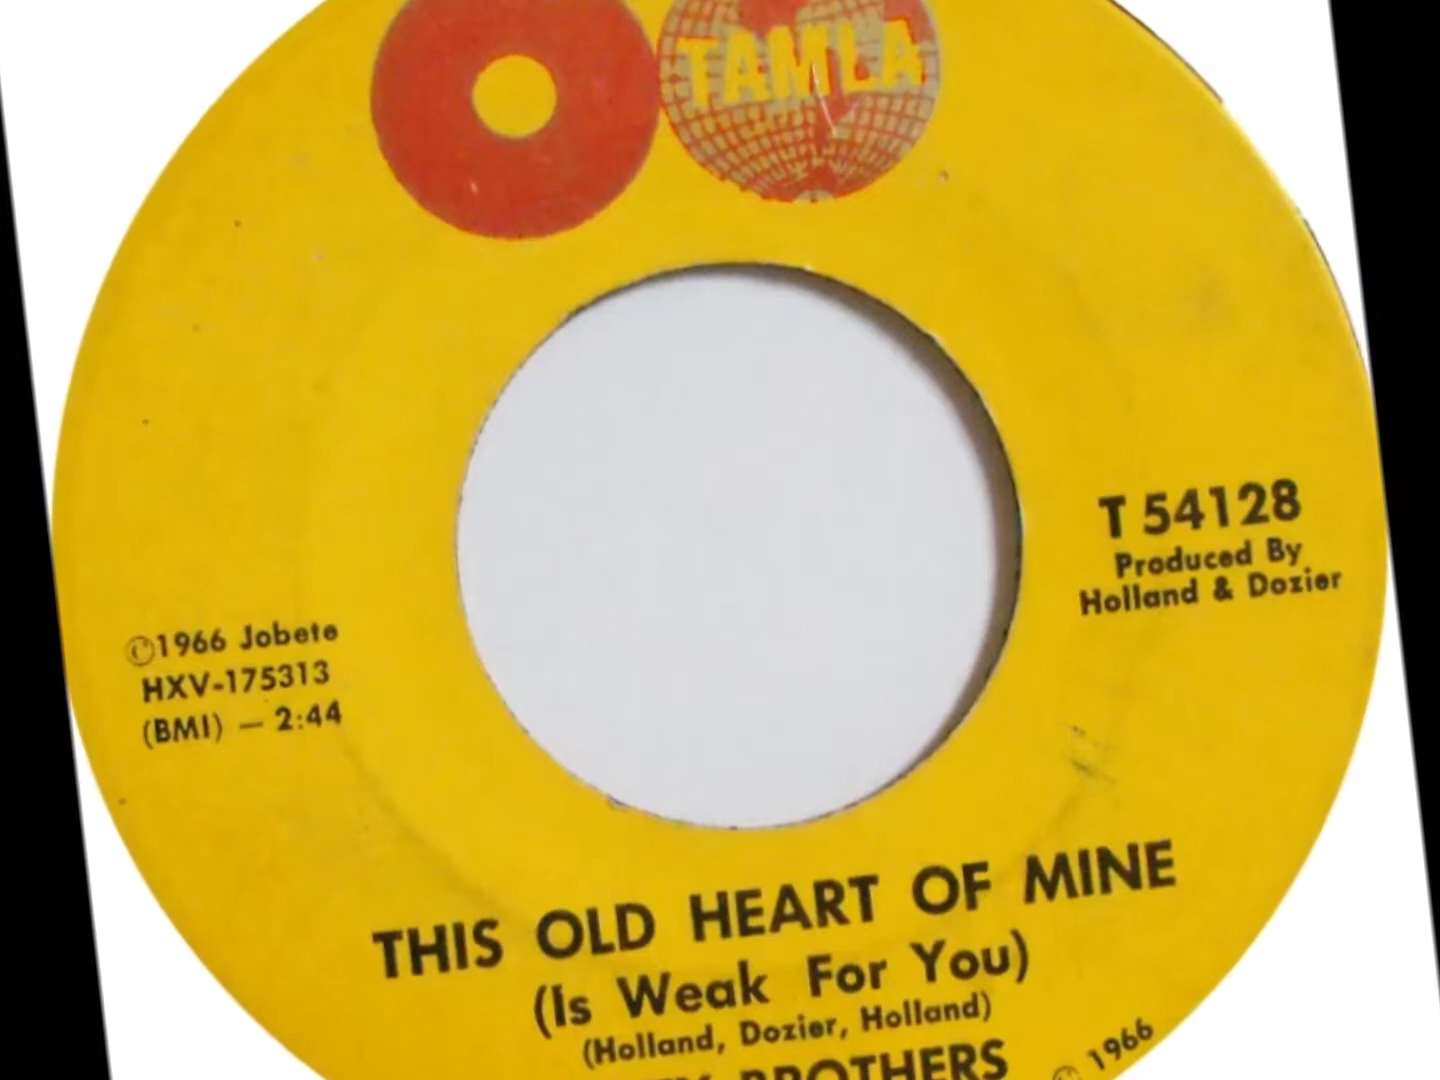 TAMLA
T 54128
Produced By
Holland & Dozier
©1966 Jobete
HXV-175313
(BMI) — 2:44
THIS OLD HEART OF MINE
(Is Weak For You)
(Holland, Dozier, Holland)
BROTHERS
© 1966